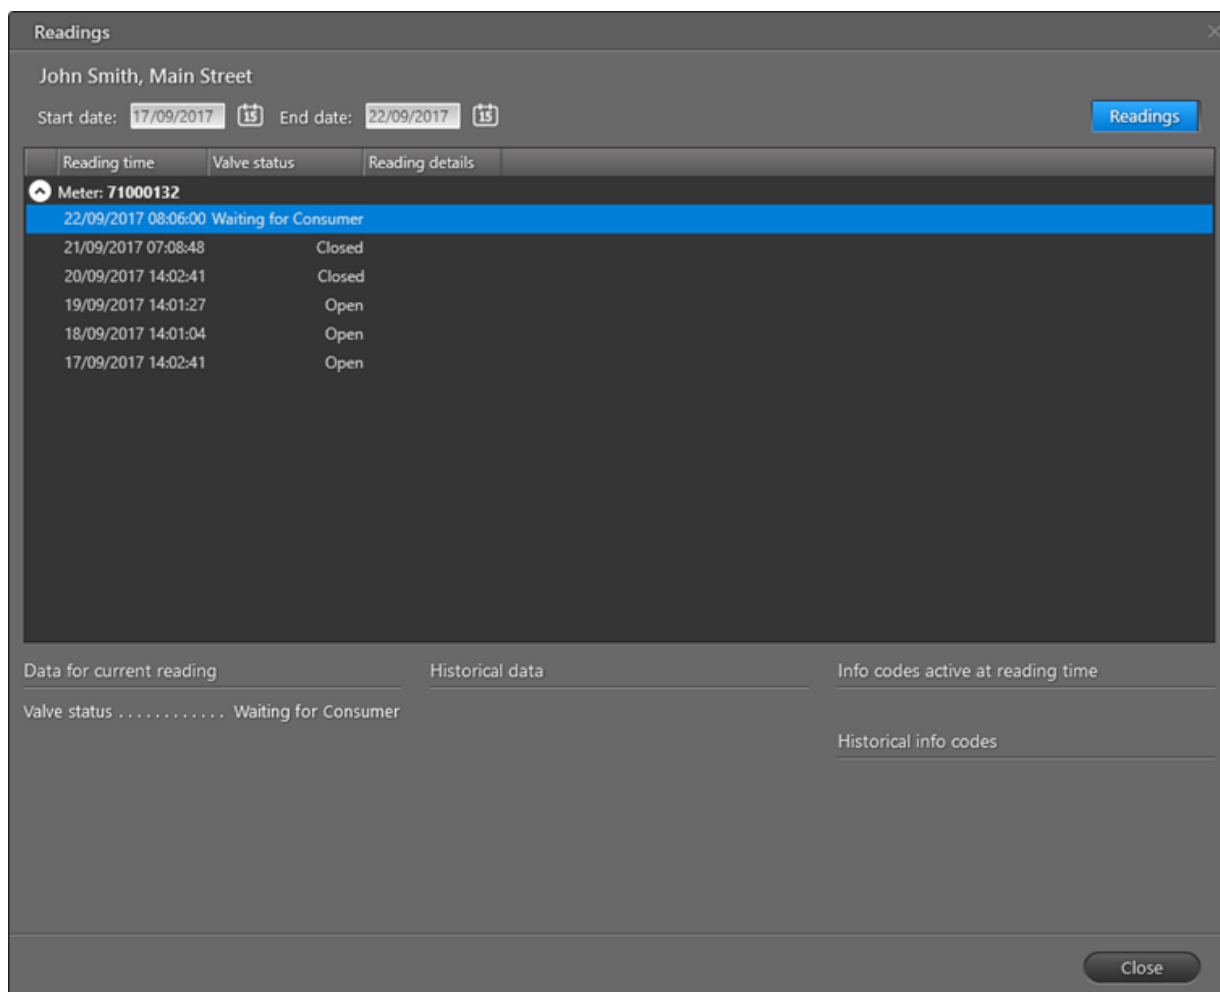 Readings
John Smith, Main Street
Start date: 17/09/2017 15 End date: 22/09/2017 15 Readings
Reading time Valve status Reading details
Meter: 71000132
22/09/2017 08:06:00 Waiting for Consumer
21/09/2017 07:08:48 Closed
20/09/2017 14:02:41 Closed
19/09/2017 14:01:27 Open
18/09/2017 14:01:04 Open
17/09/2017 14:02:41 Open
Data for current reading Historical data Info codes active at reading time
Valve status . . . . . . . . . . . . Waiting for Consumer
Historical info codes
Close